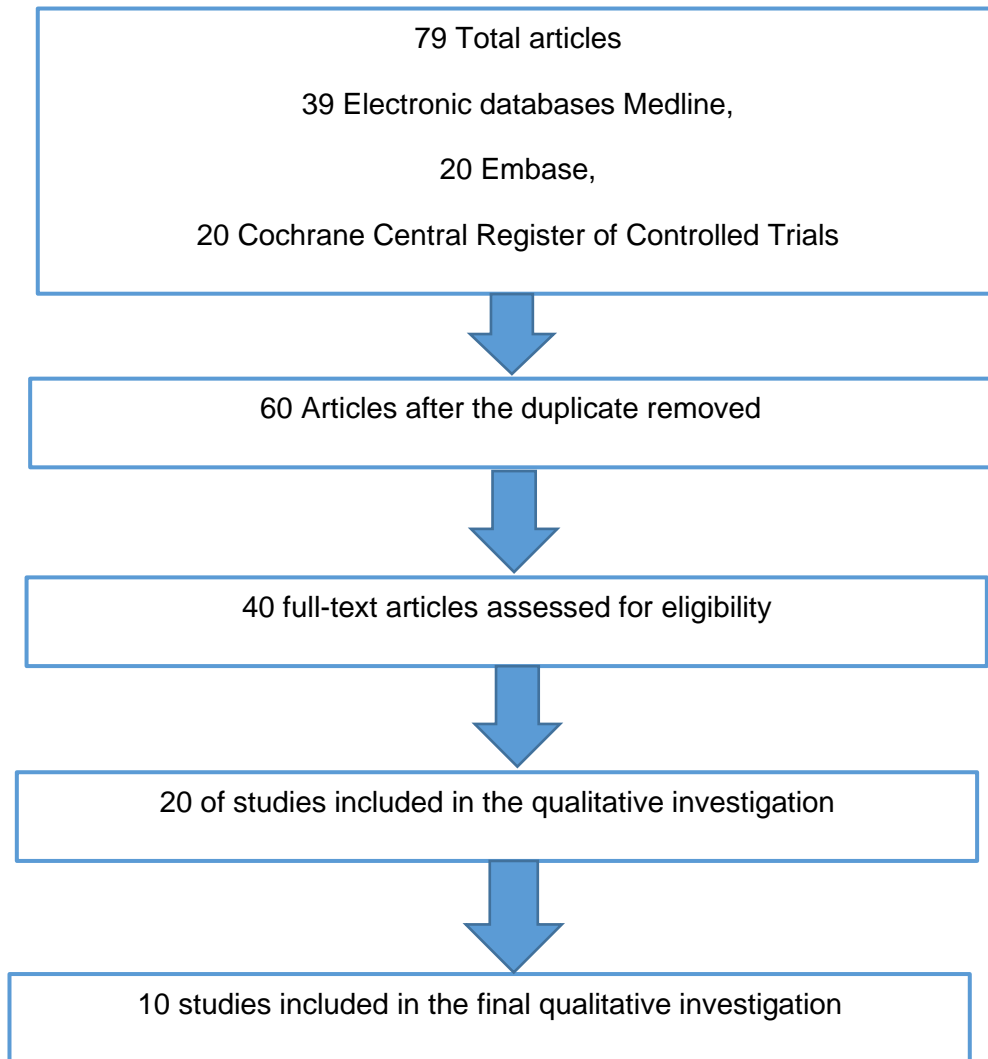 79 Total articles
39 Electronic databases Medline,
20 Embase,
20 Cochrane Central Register of Controlled Trials
60 Articles after the duplicate removed
40 full-text articles assessed for eligibility
20 of studies included in the qualitative investigation
10 studies included in the final qualitative investigation